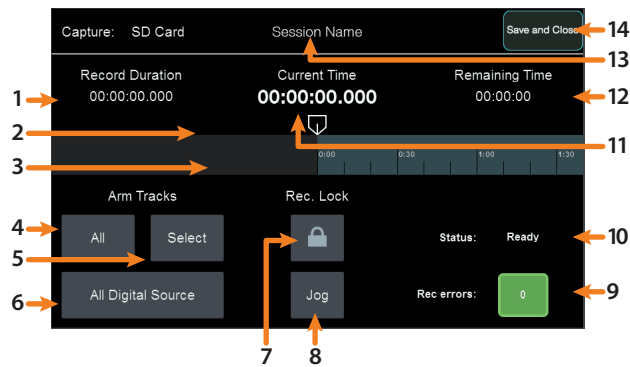 Capture: SD Card
Session Name
Save and Close
14
13
Record Duration
Current Time
Remaining Time
1
00:00:00.000
00:00:00.000
00:00:00
12
2
11
0:00
0:30
1:00
1:30
3
Arm Tracks
Rec. Lock
4
All
Select
Status:
Ready
10
5
6
All Digital Source
Jog
Rec errors:
0
9
7
8